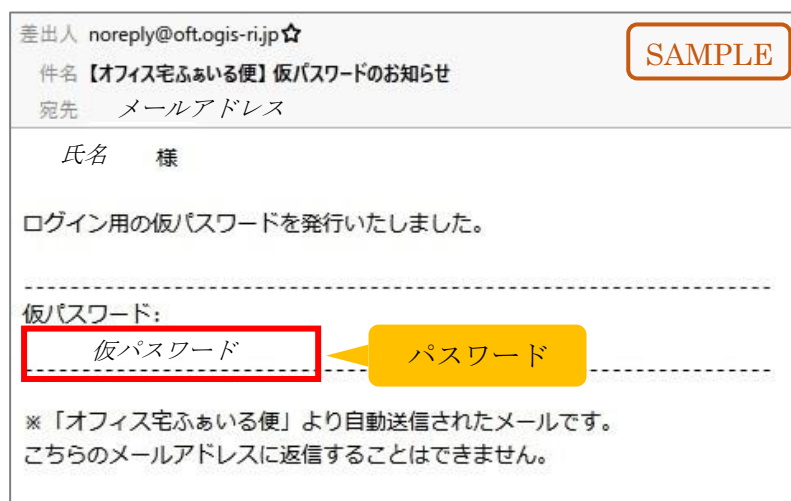 差出人 noreply@oft.ogis-ri.jp☆
SAMPLE
件名 【オフィス宅ふぁいる便】仮パスワードのお知らせ
宛先 メールアドレス
氏名 様
ログイン用の仮パスワードを発行いたしました。
------------------------------------------------------------------
仮パスワード：
仮パスワード
パスワード
------------------------------------------------------------------
※「オフィス宅ふぁいる便」より自動送信されたメールです。
こちらのメールアドレスに返信することはできません。